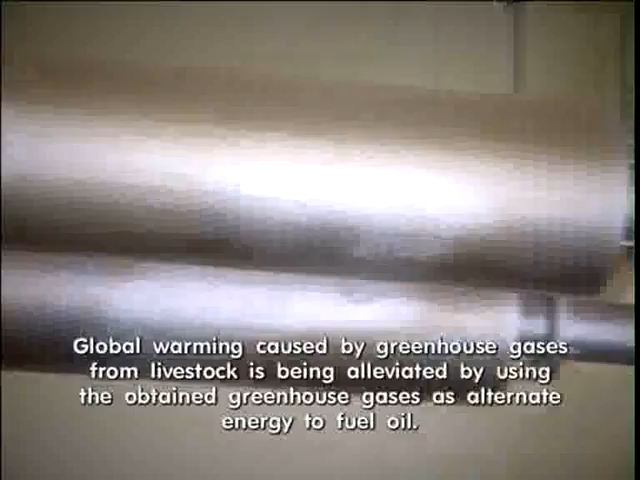 Global warming caused by greenhouse gases
from livestock is being alleviated by using
the obtained greenhouse gases as alternate
energy to fuel oil.